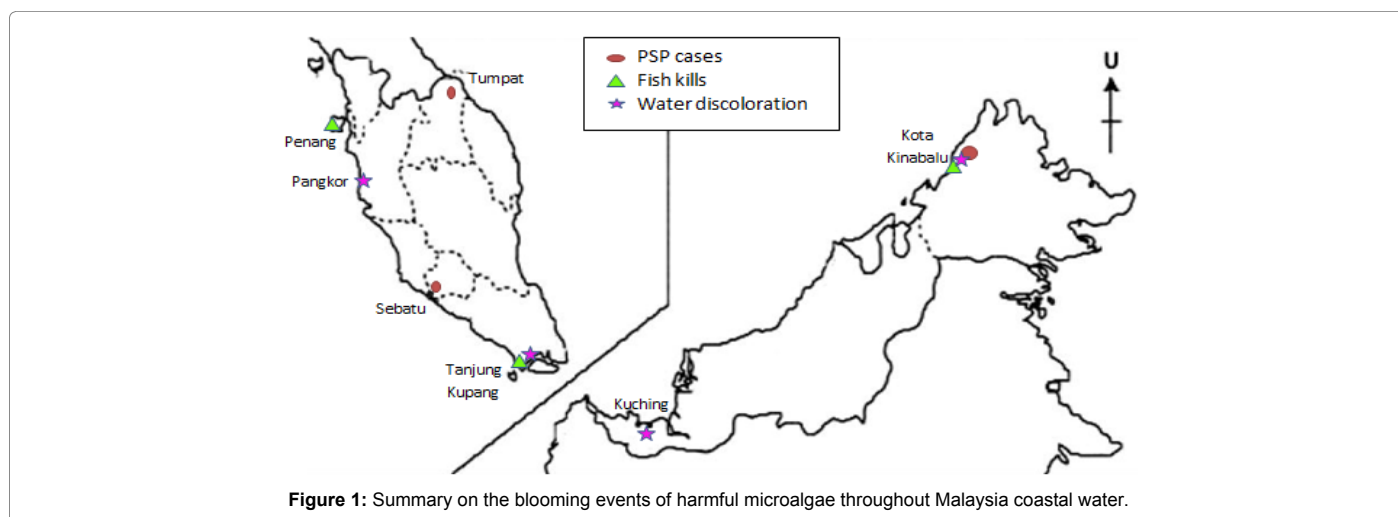 PSP cases
Fish kills
Water discoloration
U
Tumpat
Penang
Pangkor
Sebatu
Tanjung
Kupang
Kota
Kinabalu
Kuching
Figure 1: Summary on the blooming events of harmful microalgae throughout Malaysia coastal water.